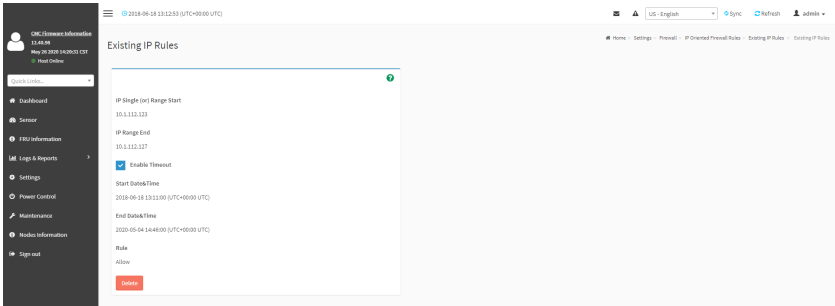 2018-06-18 13:12:53 (UTC+00:00 UTC)
US - English
Sync
Refresh
admin
CMC Firmware Information
12.40.98
May 26 2020 14:20:31 CST
Host Online
Quick Links...
Dashboard
Sensor
FRU Information
Logs & Reports
Settings
Power Control
Maintenance
Nodes Information
Sign out
Existing IP Rules
Home - Settings - Firewall - IP Oriented Firewall Rules - Existing IP Rules - Existing IP Rules
IP Single (or) Range Start
10.1.112.123
IP Range End
10.1.112.127
Enable Timeout
Start Date&Time
2018-06-18 13:11:00 (UTC+00:00 UTC)
End Date&Time
2020-05-04 14:46:00 (UTC+00:00 UTC)
Rule
Allow
Delete